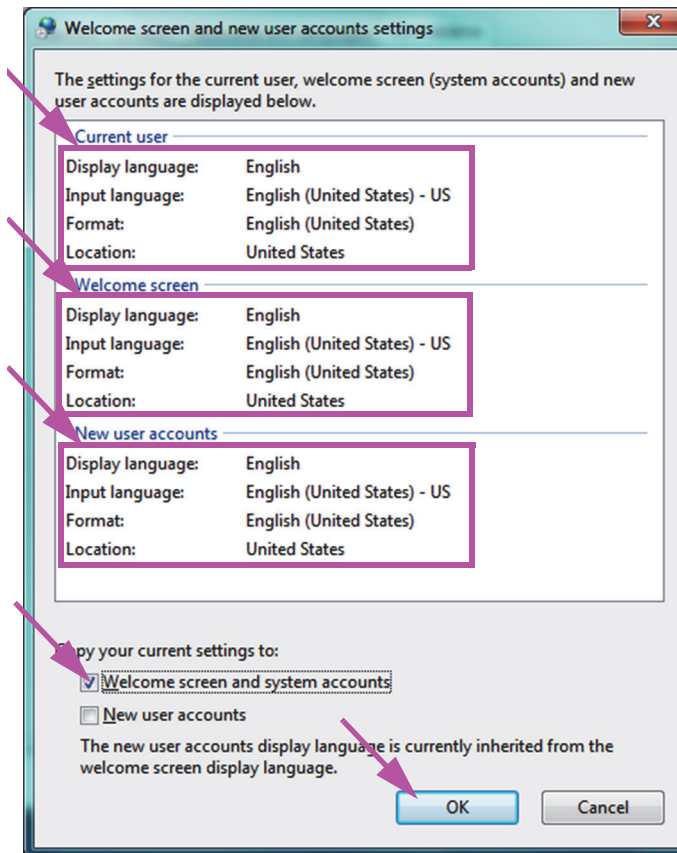 Welcome screen and new user accounts settings
The settings for the current user, welcome screen (system accounts) and new
user accounts are displayed below.
Current user
Display language: English
Input language: English (United States) - US
Format: English (United States)
Location: United States
Welcome screen
Display language: English
Input language: English (United States) - US
Format: English (United States)
Location: United States
New user accounts
Display language: English
Input language: English (United States) - US
Format: English (United States)
Location: United States
Copy your current settings to:
Welcome screen and system accounts
New user accounts
The new user accounts display language is currently inherited from the
welcome screen display language.
OK Cancel